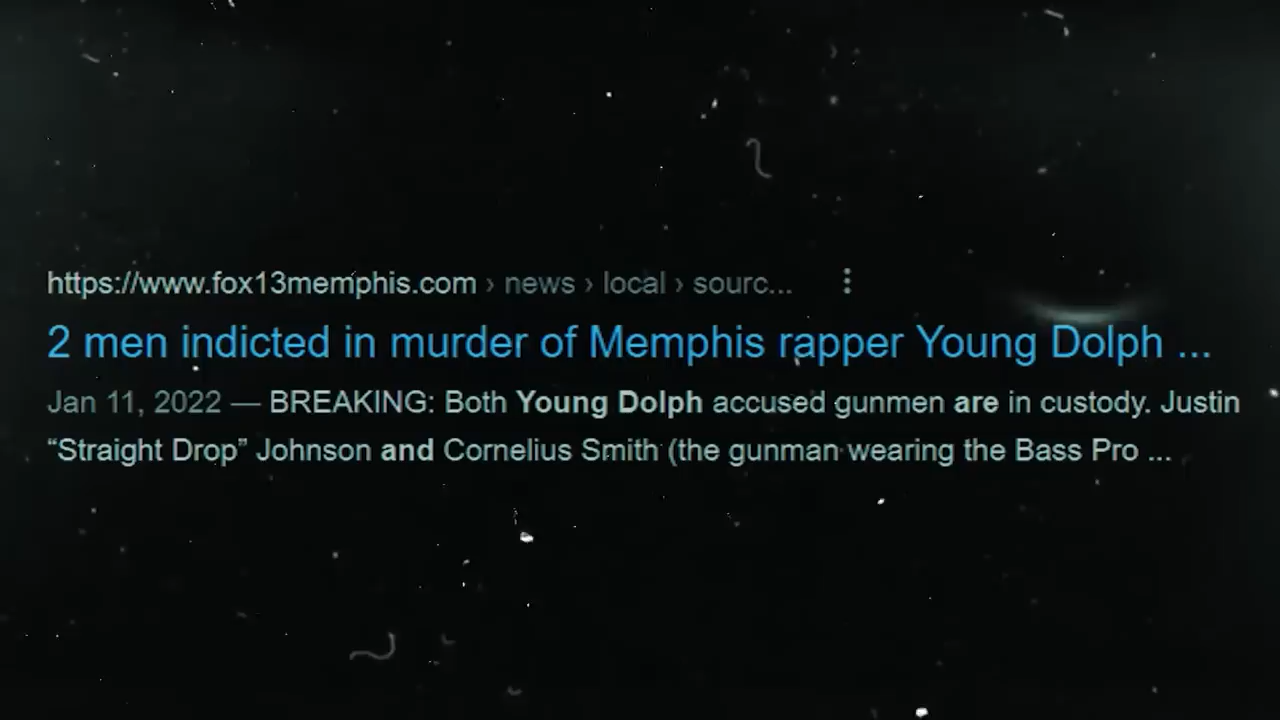 https://www.fox13memphis.com › news › local › sourc...
2 men indicted in murder of Memphis rapper Young Dolph ...
Jan 11, 2022 — BREAKING: Both Young Dolph accused gunmen are in custody. Justin
“Straight Drop” Johnson and Cornelius Smith (the gunman wearing the Bass Pro ...